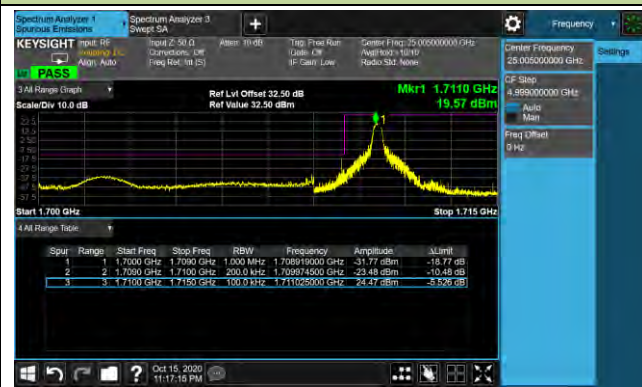 Spectrum Analyzer 1
Spurious Emissions
Spectrum Analyzer 3
Swept SA
Frequency
KEYSIGHT Input: RF
Coupling: DC
Align: Auto
Input Z: 50 Ω
Corrections: Off
Freq Ref: Int (S)
Atten: 10 dB
Trig: Free Run
Gate: Off
IF Gain: Low
Center Freq: 25.005000000 GHz
Avg|Hold:>10/10
Radio Std: None
PASS
Center Frequency
25.005000000 GHz
Settings
CF Step
4.999000000 GHz
Auto
Man
Freq Offset
0 Hz
3 All Range Graph
Scale/Div 10.0 dB
Ref Lvl Offset 32.50 dB
Ref Value 32.50 dBm
Mkr1 1.7110 GHz
19.57 dBm
1
Start 1.700 GHz
Stop 1.715 GHz
4 All Range Table
Spur Range Start Freq Stop Freq RBW Frequency Amplitude ΔLimit
1 1 1.7000 GHz 1.7090 GHz 1.000 MHz 1.708919000 GHz -31.77 dBm -18.77 dB
2 2 1.7090 GHz 1.7100 GHz 200.0 kHz 1.709974500 GHz -23.48 dBm -10.48 dB
3 3 1.7100 GHz 1.7150 GHz 100.0 kHz 1.711025000 GHz 24.47 dBm -5.526 dB
Oct 15, 2020
11:17:15 PM